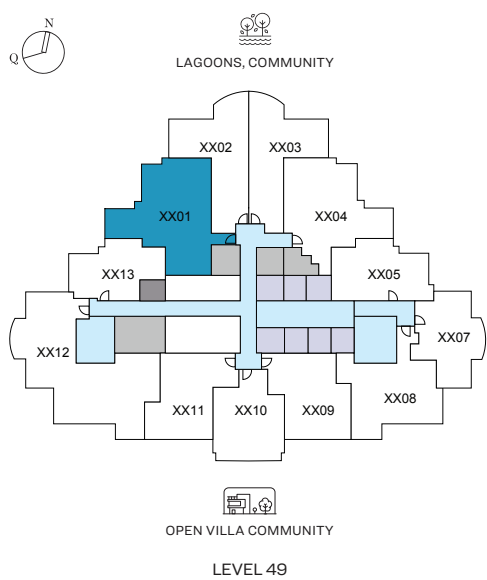 N
Q
LAGOONS, COMMUNITY
XX02
XX03
XX01
XX04
XX13
XX05
XX12
XX07
XX11
XX10
XX09
XX08
OPEN VILLA COMMUNITY
LEVEL 49